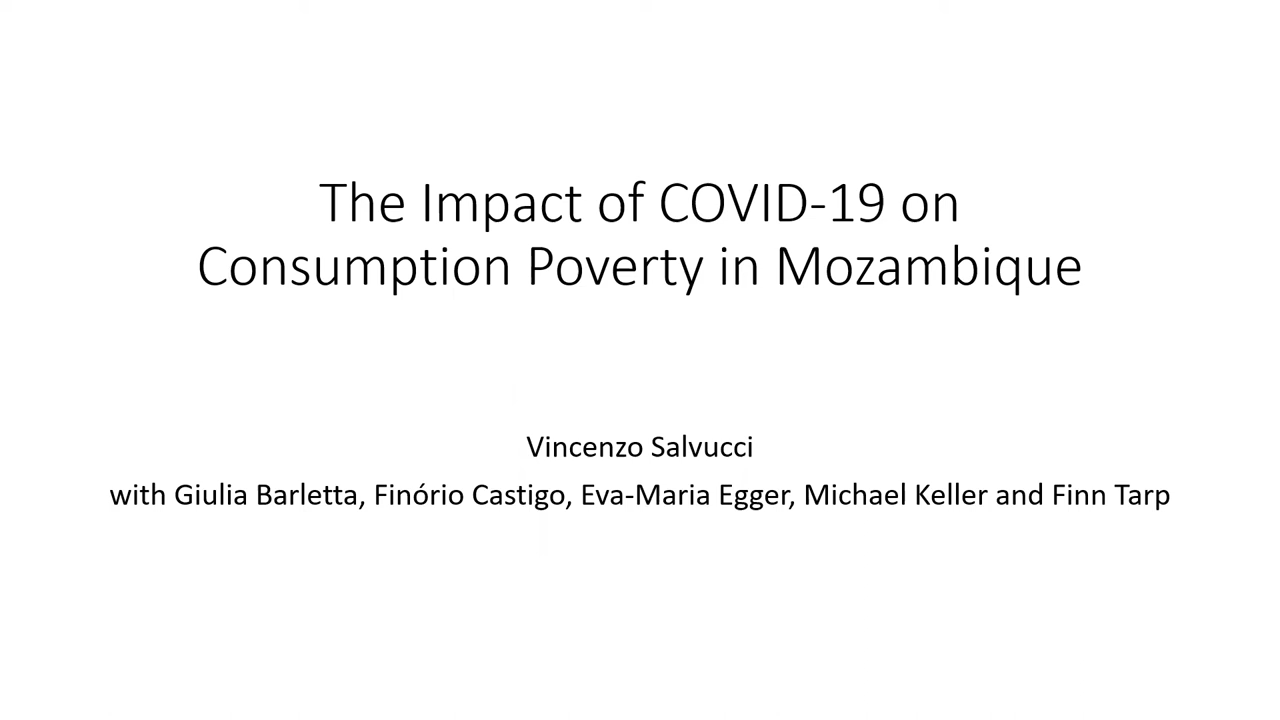 The Impact of COVID-19 on
Consumption Poverty in Mozambique
Vincenzo Salvucci
with Giulia Barletta, Finório Castigo, Eva-Maria Egger, Michael Keller and Finn Tarp